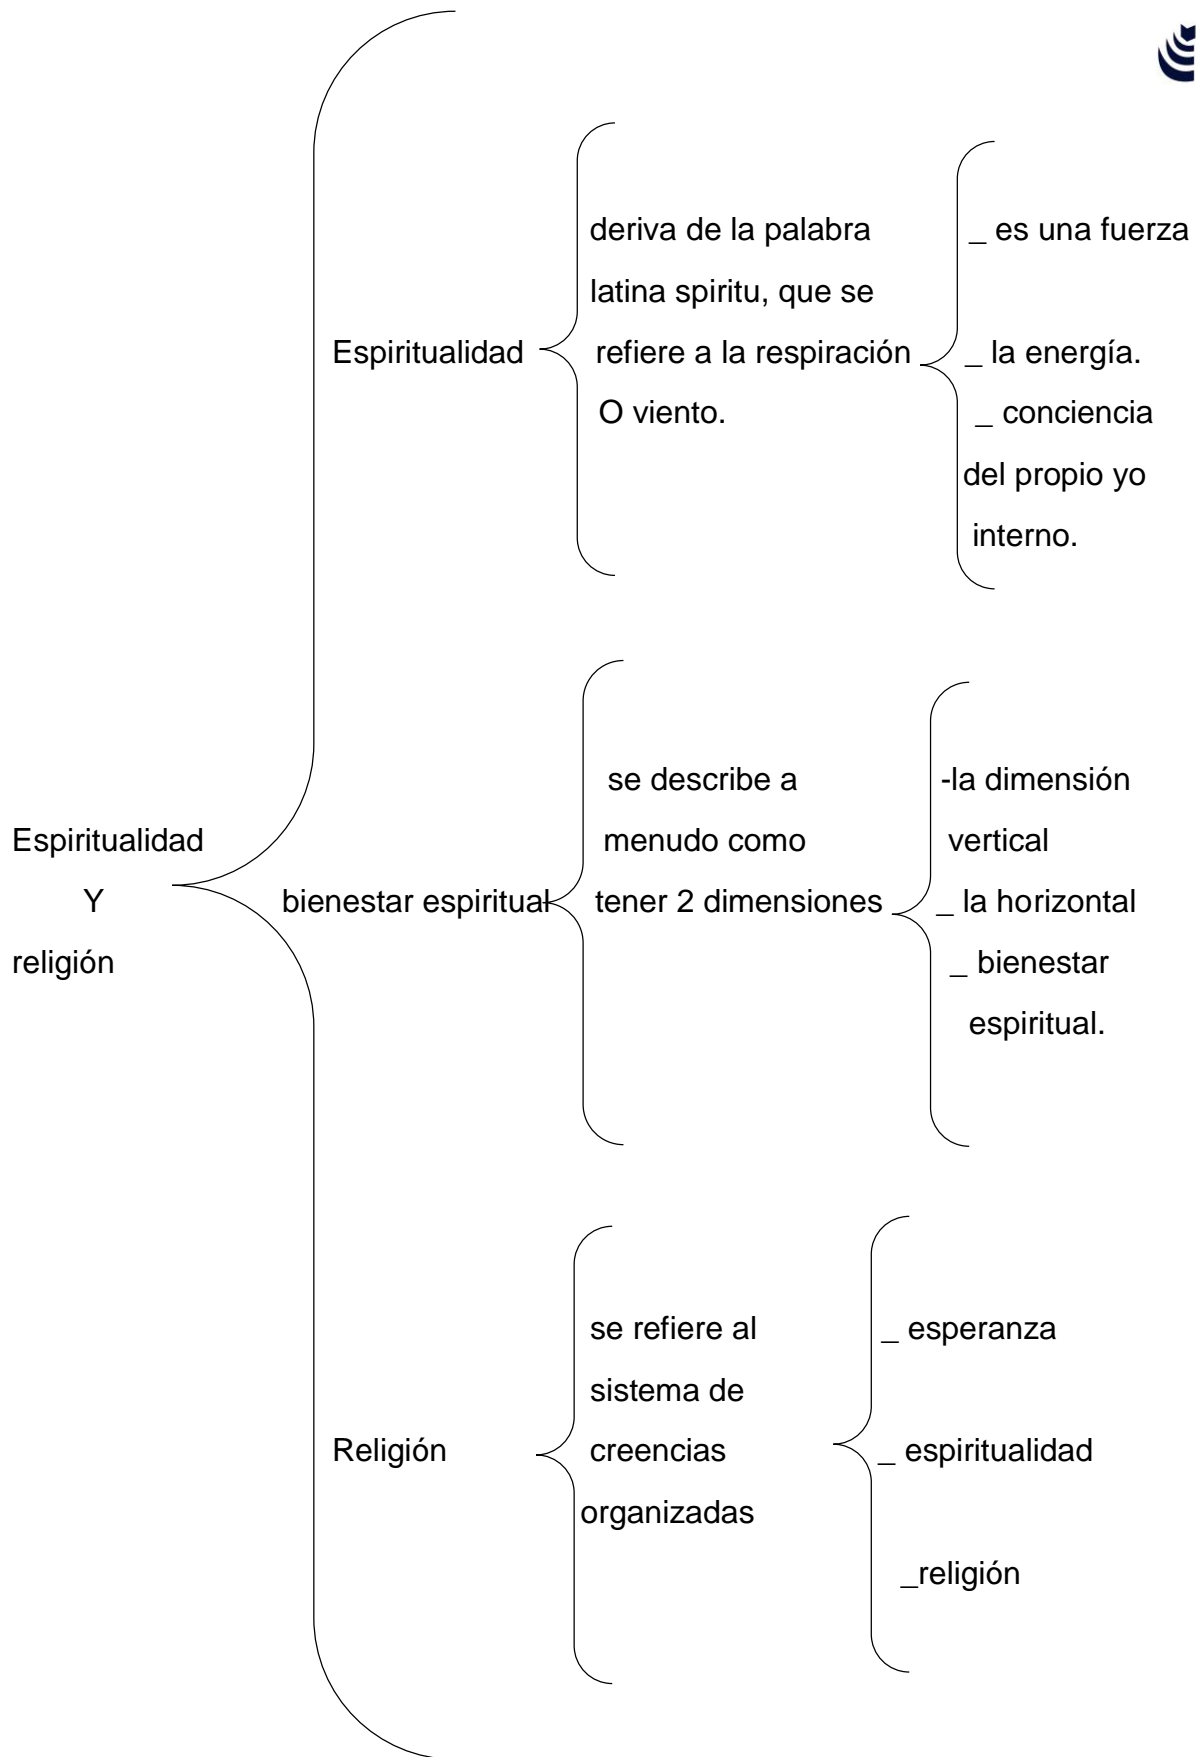 Espiritualidad
Y
religión
Espiritualidad
deriva de la palabra
latina spiritu, que se
refiere a la respiración
O viento.
_ es una fuerza
_ la energía.
_ conciencia
del propio yo
interno.
bienestar espiritual
se describe a
menudo como
tener 2 dimensiones
-la dimensión
vertical
_ la horizontal
_ bienestar
espiritual.
Religión
se refiere al
sistema de
creencias
organizadas
_ esperanza
_ espiritualidad
_religión